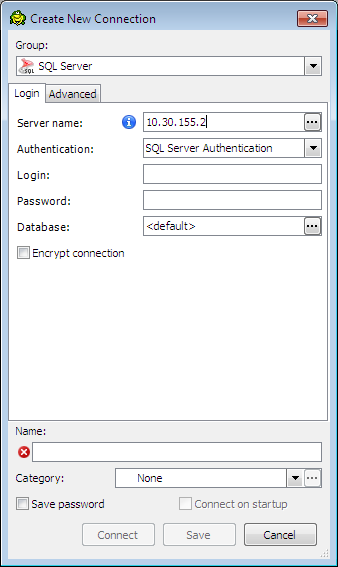 Create New Connection
Group:
SQL SQL Server
Login Advanced
Server name: 10.30.155.2 ...
Authentication: SQL Server Authentication
Login:
Password:
Database: <default> ...
Encrypt connection
Name:
Category: None ...
Save password Connect on startup
Connect Save Cancel